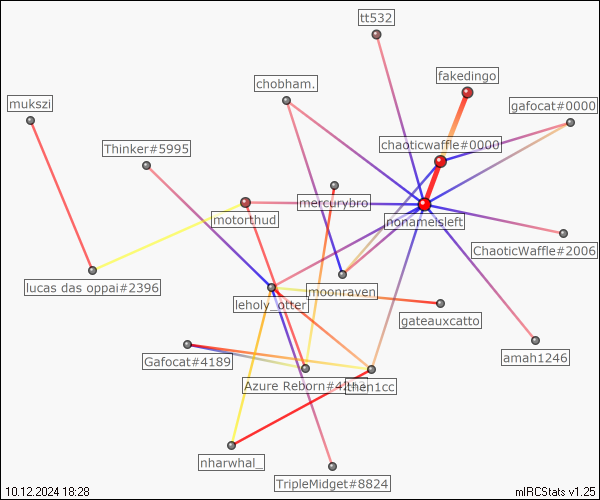 tt532
fakedingo
chobham.
mukszi
gafocat#0000
chaoticwaffle#0000
Thinker#5995
mercurybro
motorthud
nonameisleft
ChaoticWaffle#2006
lucas das oppai#2396
moonraven
leholy_otter
gateauxcatto
Gafocat#4189
amah1246
Azure Reborn#42
then1cc
nharwhal_
TripleMidget#8824
10.12.2024 18:28
mIRCStats v1.25